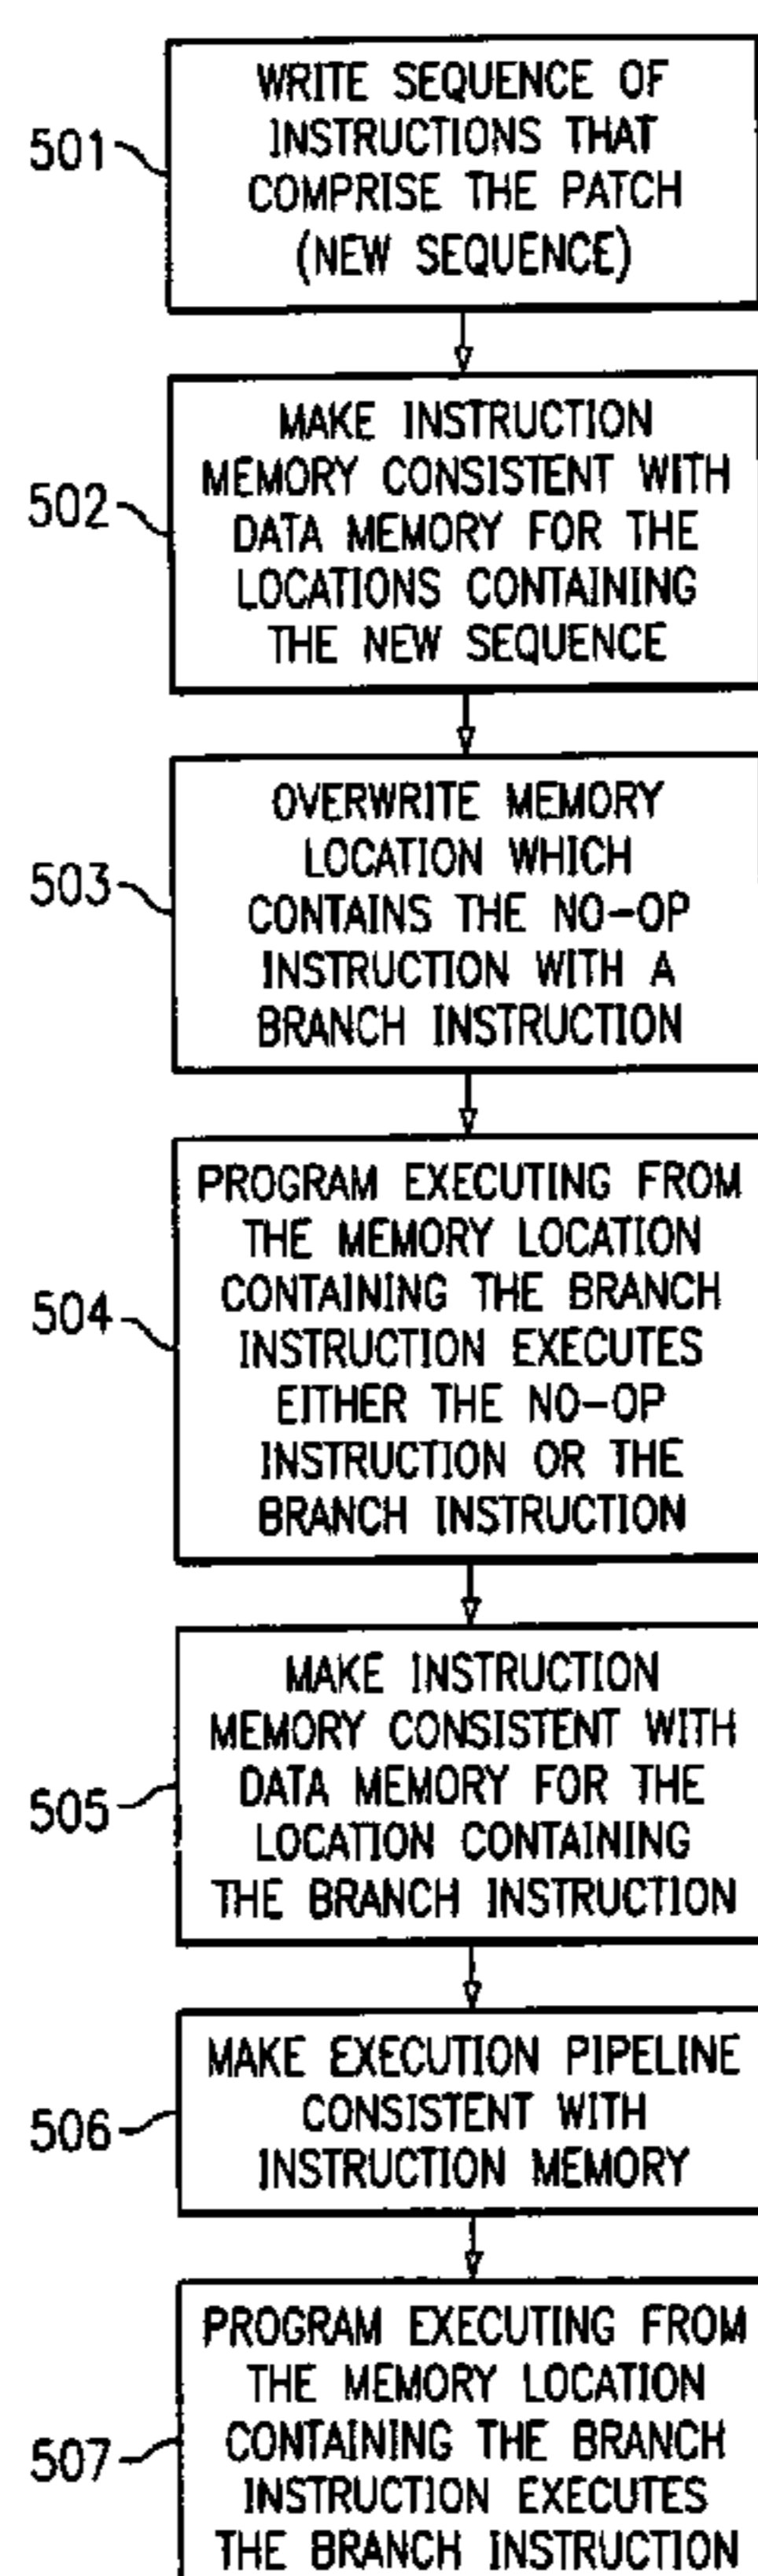 501
WRITE SEQUENCE OF
INSTRUCTIONS THAT
COMPRISE THE PATCH
(NEW SEQUENCE)
502
MAKE INSTRUCTION
MEMORY CONSISTENT WITH
DATA MEMORY FOR THE
LOCATIONS CONTAINING
THE NEW SEQUENCE
503
OVERWRITE MEMORY
LOCATION WHICH
CONTAINS THE NO-OP
INSTRUCTION WITH A
BRANCH INSTRUCTION
504
PROGRAM EXECUTING FROM
THE MEMORY LOCATION
CONTAINING THE BRANCH
INSTRUCTION EXECUTES
EITHER THE NO-OP
INSTRUCTION OR THE
BRANCH INSTRUCTION
505
MAKE INSTRUCTION
MEMORY CONSISTENT WITH
DATA MEMORY FOR THE
LOCATION CONTAINING
THE BRANCH INSTRUCTION
506
MAKE EXECUTION PIPELINE
CONSISTENT WITH
INSTRUCTION MEMORY
507
PROGRAM EXECUTING FROM
THE MEMORY LOCATION
CONTAINING THE BRANCH
INSTRUCTION EXECUTES
THE BRANCH INSTRUCTION